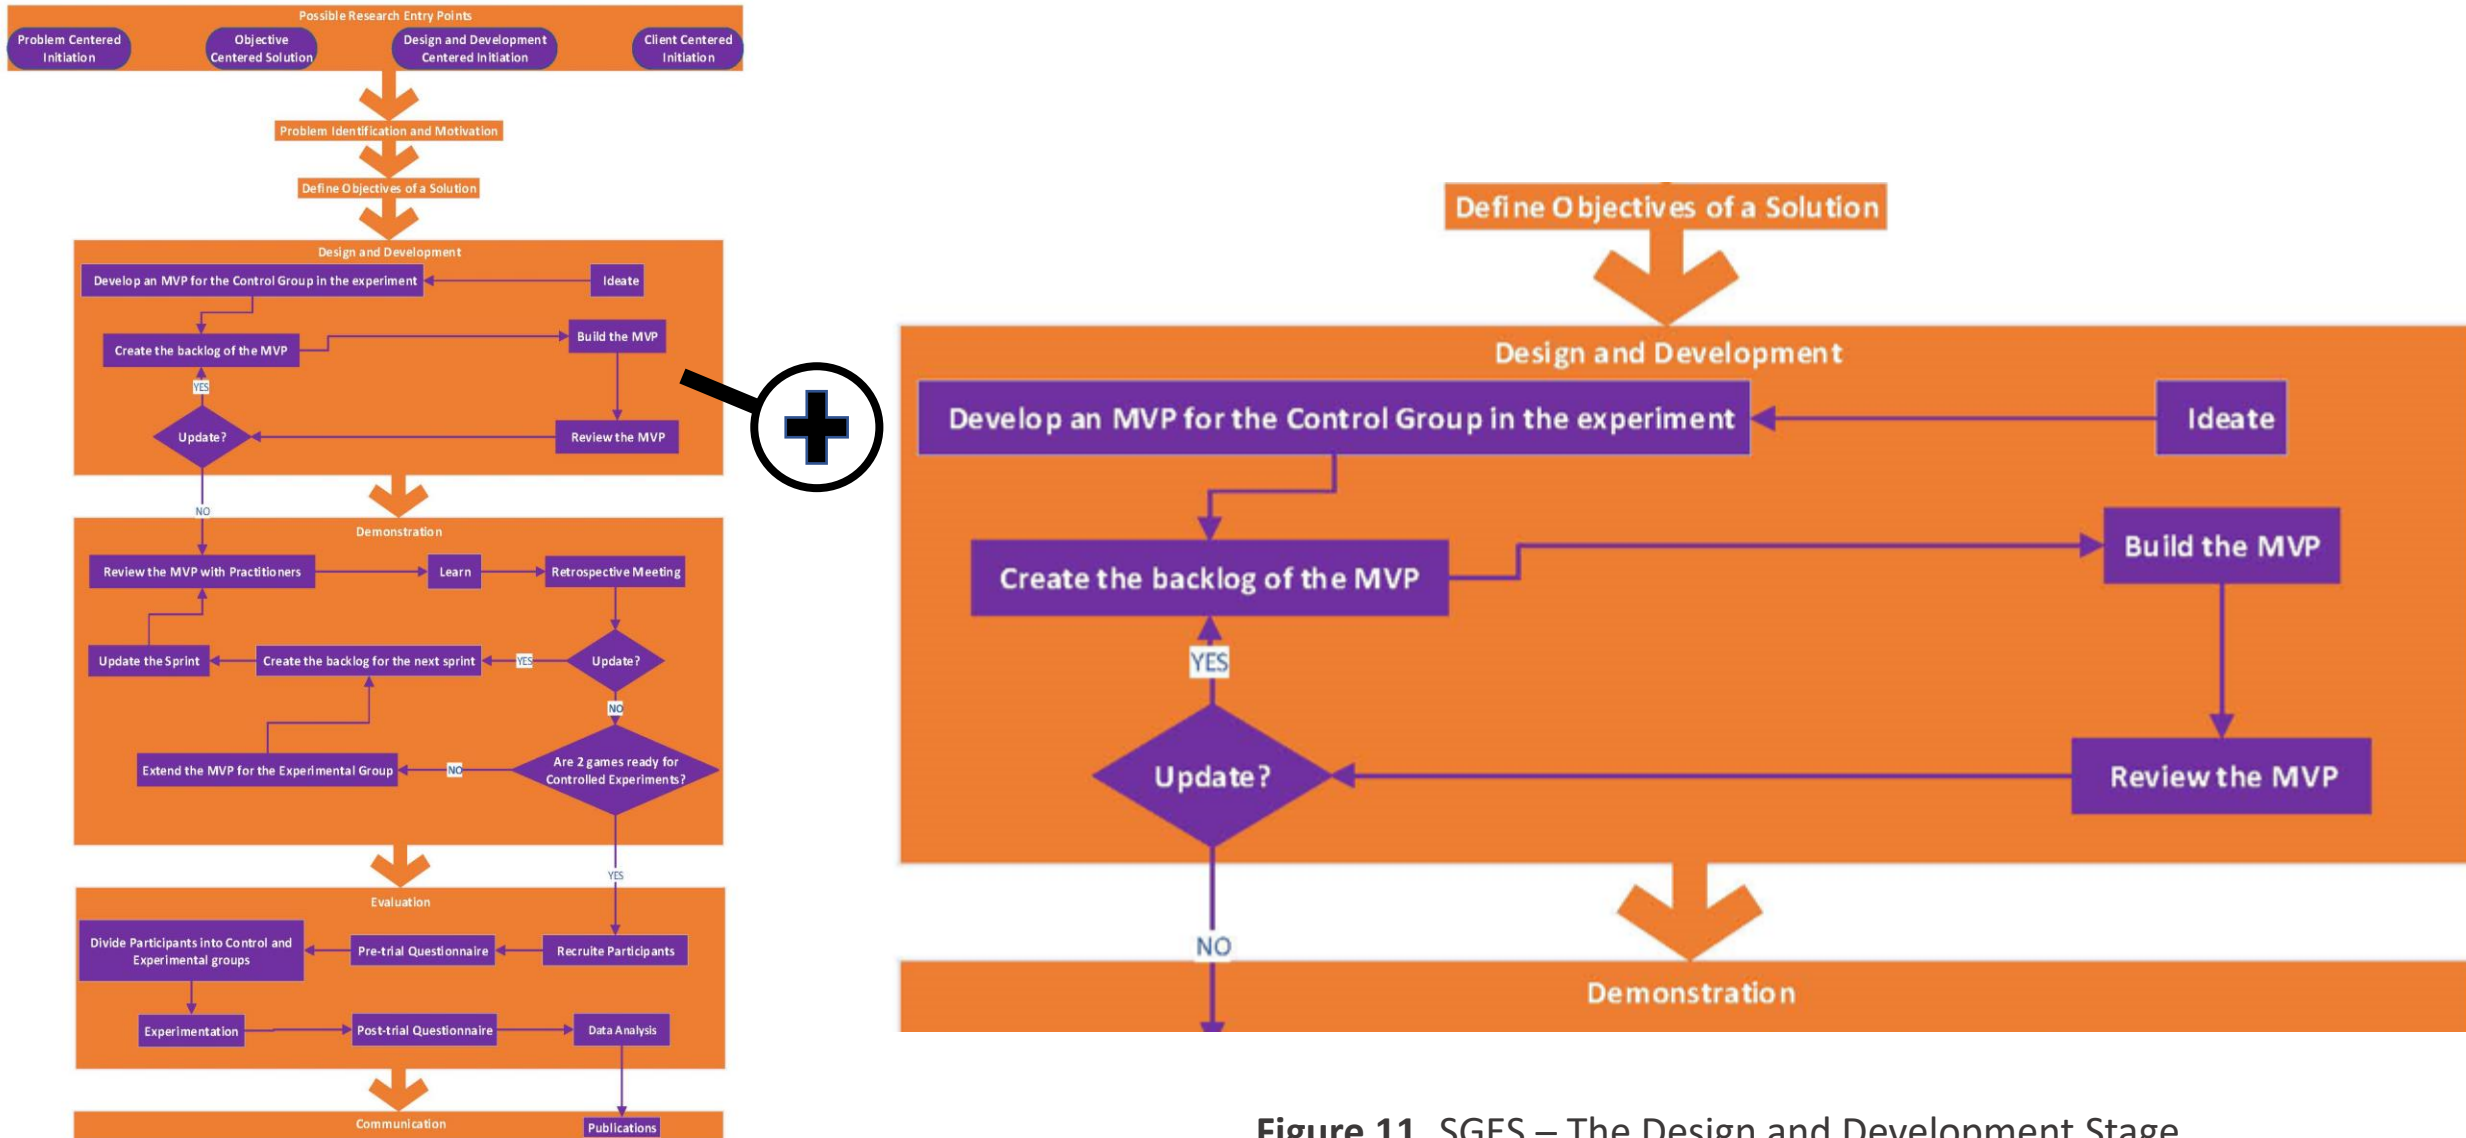 Possible Research Entry Points
Problem Centered
Initiation
Objective
Centered Solution
Design and Development
Centered Initiation
Client Centered
Initiation
Problem Identification and Motivation
Define Objectives of a Solution
Design and Development
Develop an MVP for the Control Group in the experiment
Ideate
Create the backlog of the MVP
Build the MVP
YES
Update?
Review the MVP
NO
Demonstration
Review the MVP with Practitioners
Learn
Retrospective Meeting
Update the Sprint
Create the backlog for the next sprint
YES
Update?
NO
Extend the MVP for the Experimental Group
NO
Are 2 games ready for
Controlled Experiments?
YES
Evaluation
Divide Participants into Control and
Experimental groups
Pre-trial Questionnaire
Recruite Participants
Experimentation
Post-trial Questionnaire
Data Analysis
Communication
Publications
Define Objectives of a Solution
Design and Development
Develop an MVP for the Control Group in the experiment
Ideate
Create the backlog of the MVP
Build the MVP
YES
Update?
Review the MVP
NO
Demonstration
Figure 11. SGES – The Design and Development Stage